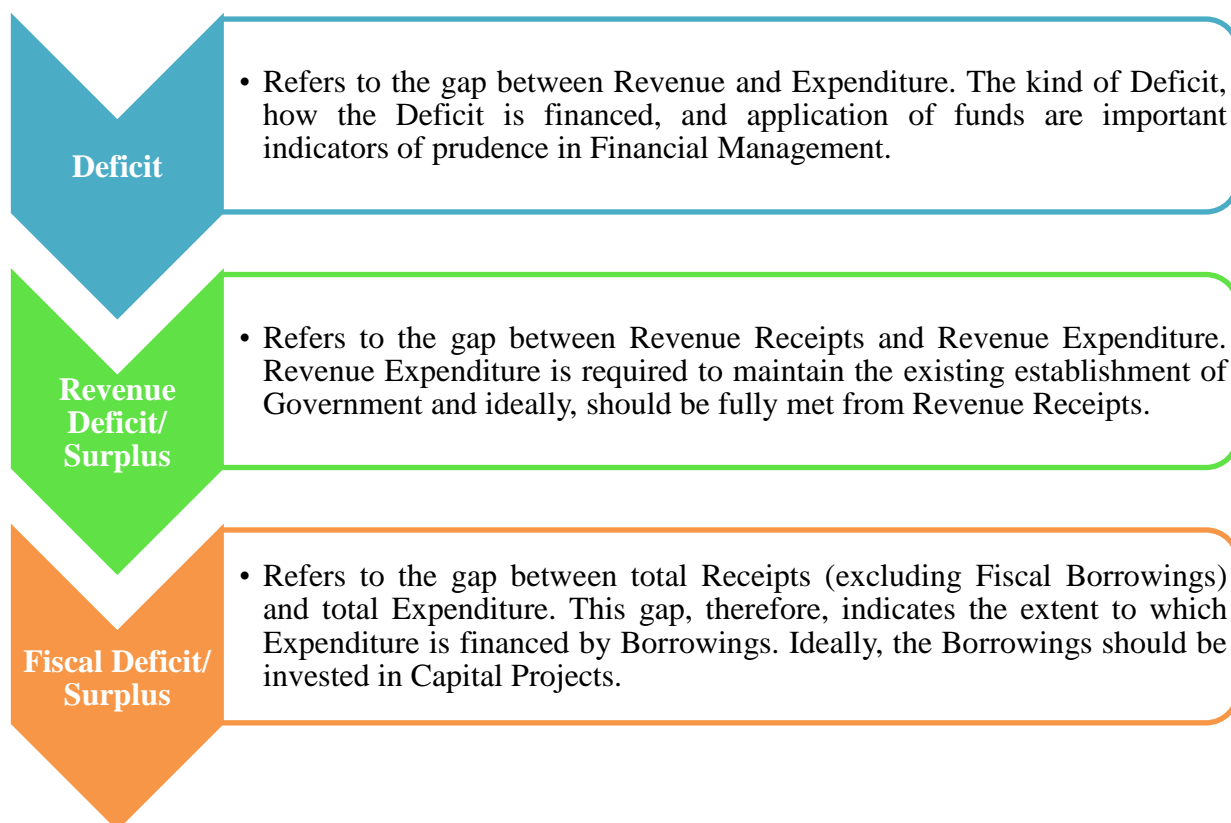 Deficit
• Refers to the gap between Revenue and Expenditure. The kind of Deficit,
how the Deficit is financed, and application of funds are important
indicators of prudence in Financial Management.
Revenue
Deficit/
Surplus
• Refers to the gap between Revenue Receipts and Revenue Expenditure.
Revenue Expenditure is required to maintain the existing establishment of
Government and ideally, should be fully met from Revenue Receipts.
Fiscal Deficit/
Surplus
• Refers to the gap between total Receipts (excluding Fiscal Borrowings)
and total Expenditure. This gap, therefore, indicates the extent to which
Expenditure is financed by Borrowings. Ideally, the Borrowings should be
invested in Capital Projects.